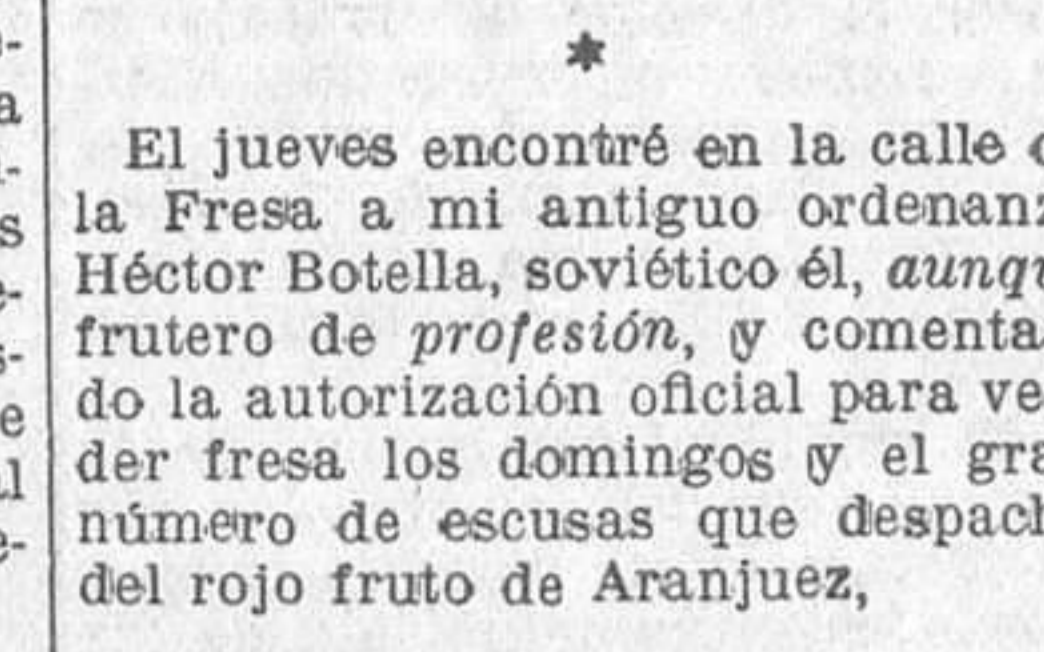 *
El jueves encontré en la calle
la Fresa a mi antiguo ordenanz
Héctor Botella, soviético él, aunqu
frutero de profesión, y comenta
do la autorización oficial para ve
der fresa los domingos y el gra
número de escusas que despach
del rojo fruto de Aranjuez,